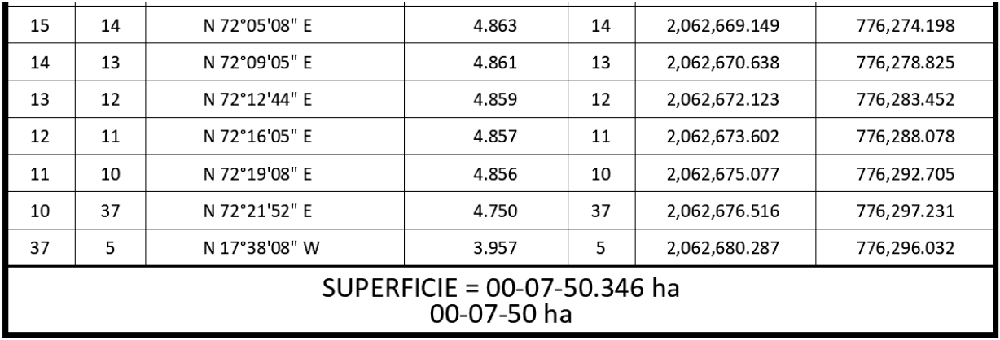 15 14 N 72°05'08" E 4.863 14 2,062,669.149 776,274.198
14 13 N 72°09'05" E 4.861 13 2,062,670.638 776,278.825
13 12 N 72°12'44" E 4.859 12 2,062,672.123 776,283.452
12 11 N 72°16'05" E 4.857 11 2,062,673.602 776,288.078
11 10 N 72°19'08" E 4.856 10 2,062,675.077 776,292.705
10 37 N 72°21'52" E 4.750 37 2,062,676.516 776,297.231
37 5 N 17°38'08" W 3.957 5 2,062,680.287 776,296.032
SUPERFICIE = 00-07-50.346 ha
00-07-50 ha